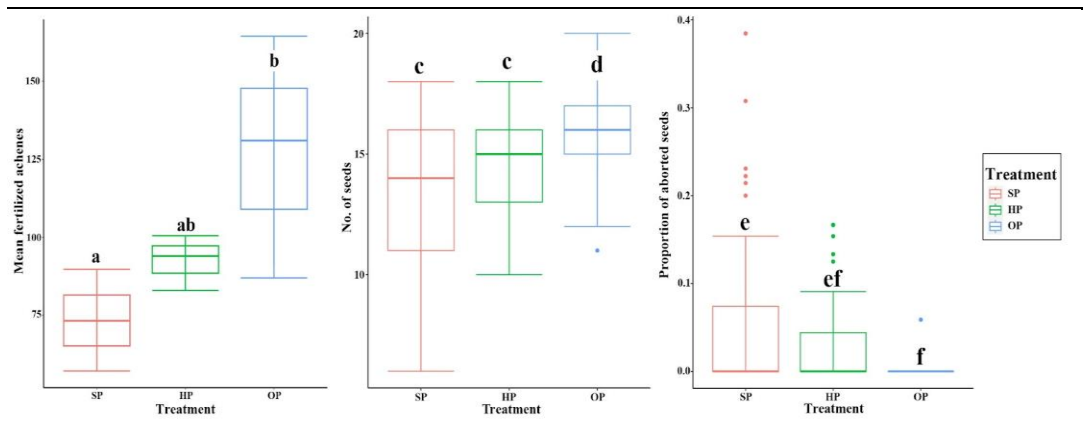 Mean fertilized achenes
150
125
100
75
a
ab
b
SP
HP
OP
Treatment
No. of seeds
20
15
10
c
c
d
SP
HP
OP
Treatment
Proportion of aborted seeds
0.4
0.3
0.2
0.1
0.0
e
ef
f
SP
HP
OP
Treatment
Treatment
SP
HP
OP